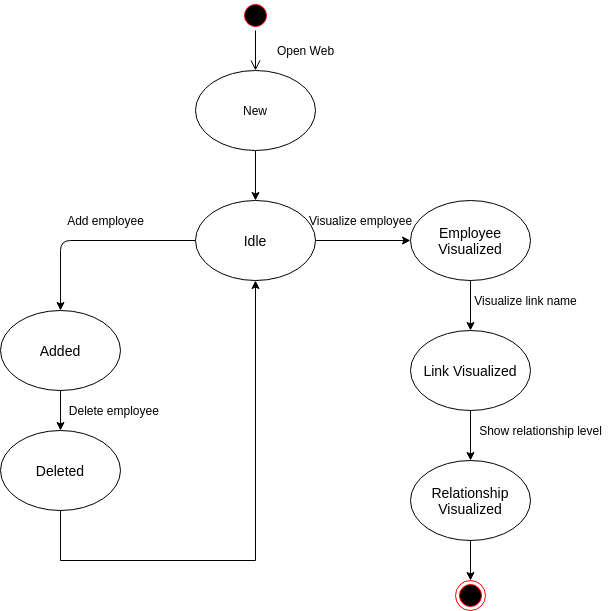 Open Web
New
Add employee
Idle
Visualize employee
Employee
Visualized
Visualize link name
Added
Link Visualized
Delete employee
Show relationship level
Deleted
Relationship
Visualized